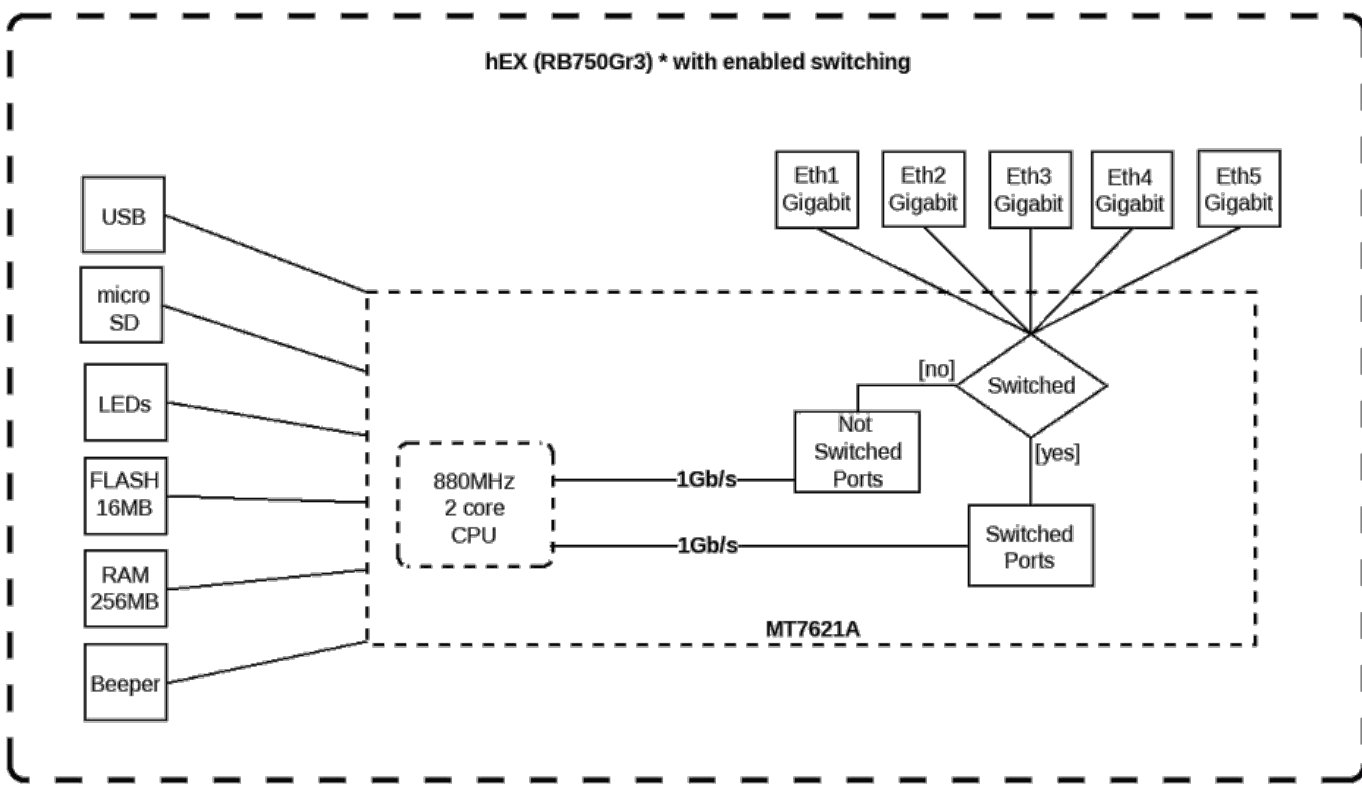 hEX (RB750Gr3) * with enabled switching
Eth1
Gigabit
Eth2
Gigabit
Eth3
Gigabit
Eth4
Gigabit
Eth5
Gigabit
USB
micro
SD
LEDs
FLASH
16MB
RAM
256MB
Beeper
[no]
Switched
[yes]
Not
Switched
Ports
880MHz
2 core
CPU
1Gb/s
1Gb/s
Switched
Ports
MT7621A